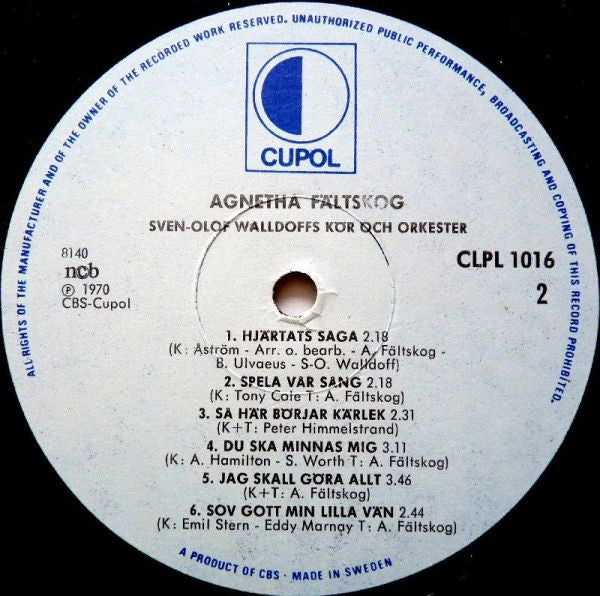 ALL RIGHTS OF THE MANUFACTURER AND OF THE OWNER OF THE RECORDED WORK RESERVED. UNAUTHORIZED PUBLIC PERFORMANCE, BROADCASTING AND COPYING OF THIS RECORD PROHIBITED.
CUPOL
AGNETHA FÄLTSKOG
SVEN-OLOF WALLDOFFS KÖR OCH ORKESTER
8140
ncb
Ⓟ 1970
CBS-Cupol
CLPL 1016
2
1. HJÄRTATS SAGA 2.18
(K: Åström - Arr. o. bearb. - A. Fältskog -
B. Ulvaeus - S-O. Walldoff)
2. SPELA VÅR SÅNG 2.18
(K: Tony Caie T: A. Fältskog)
3. SÅ HÄR BÖRJAR KÄRLEK 2.31
(K+T: Peter Himmelstrand)
4. DU SKA MINNAS MIG 3.11
(K: A. Hamilton - S. Worth T: A. Fältskog)
5. JAG SKALL GÖRA ALLT 3.46
(K+T: A. Fältskog)
6. SOV GOTT MIN LILLA VÄN 2.44
(K: Emil Stern - Eddy Marnay T: A. Fältskog)
A PRODUCT OF CBS · MADE IN SWEDEN